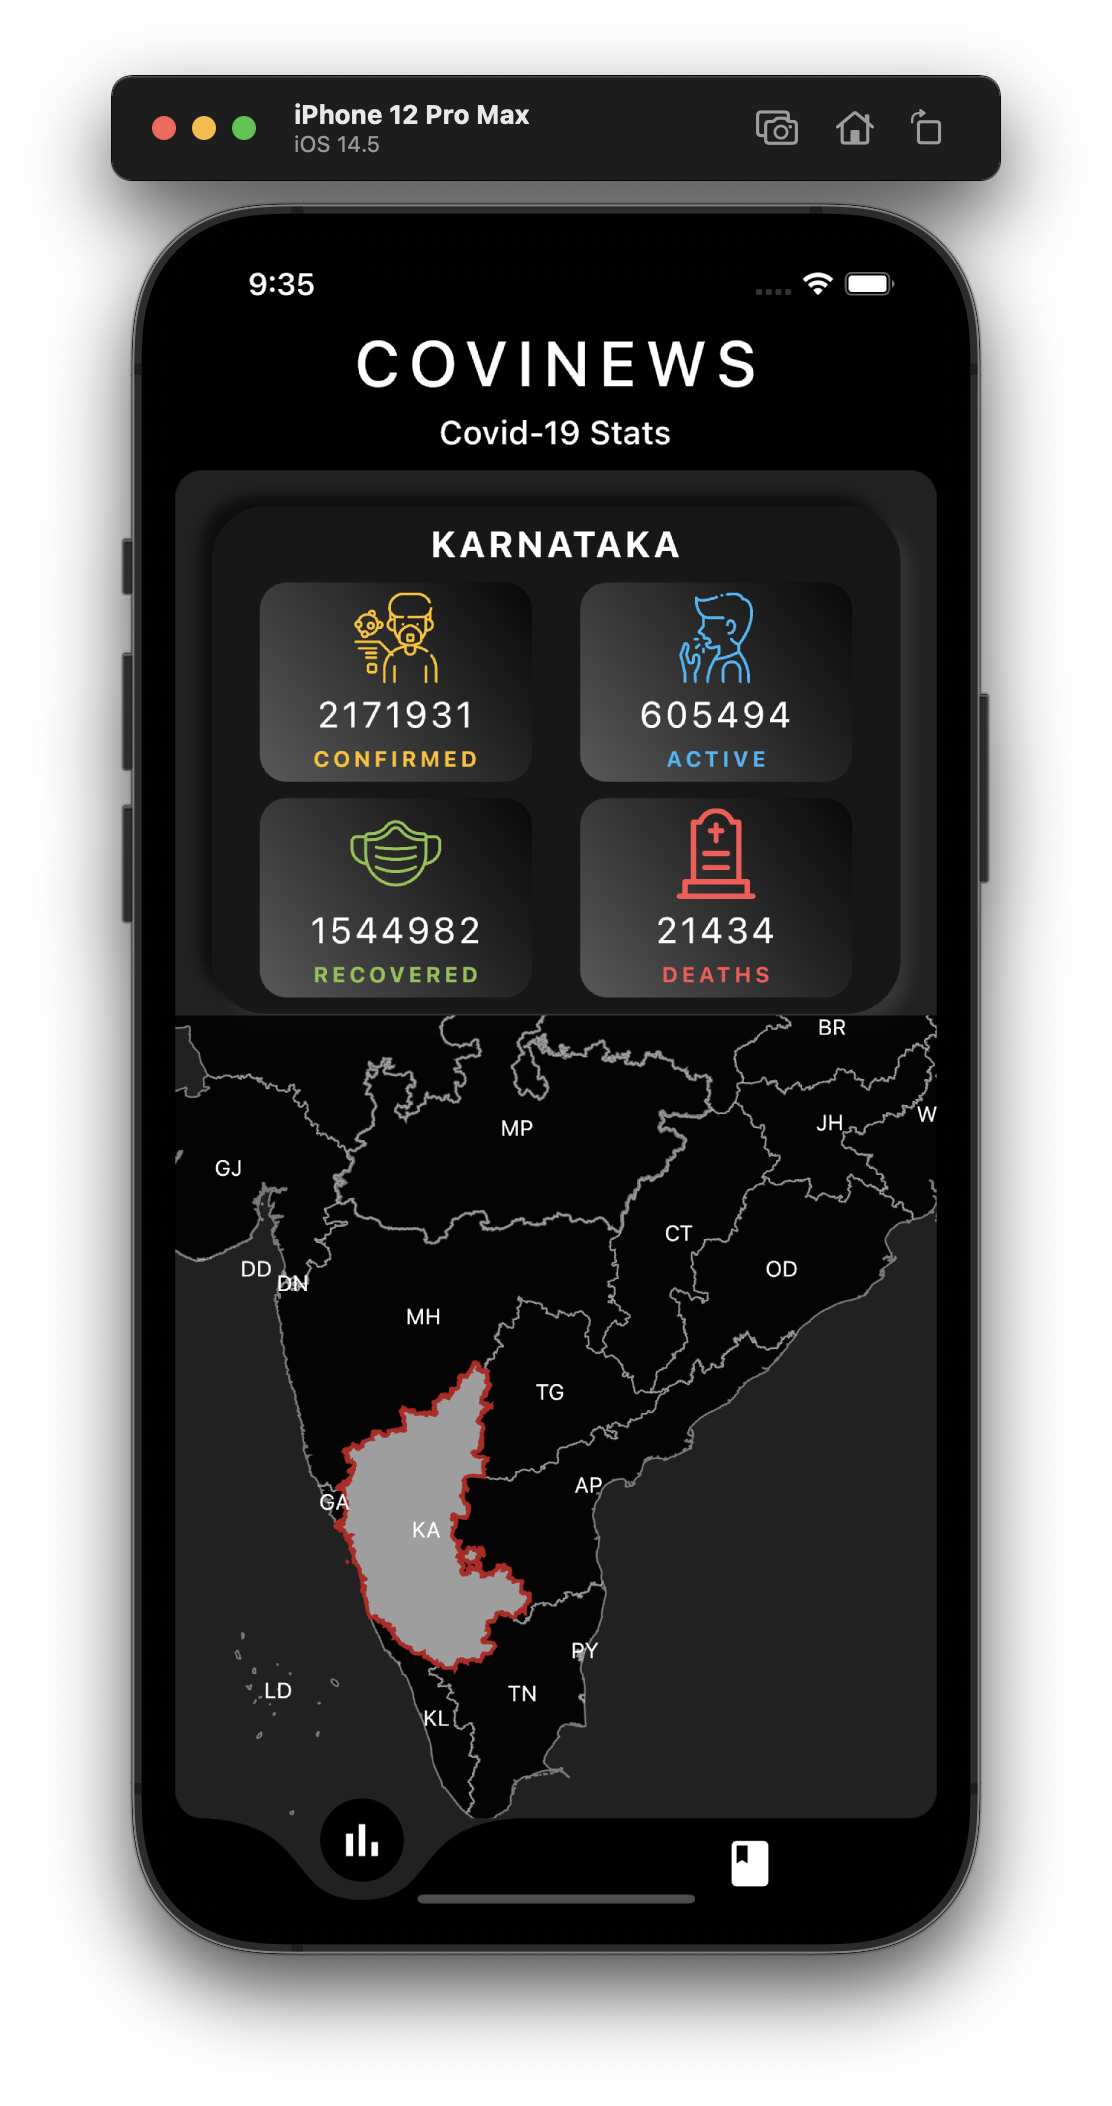 iPhone 12 Pro Max
iOS 14.5
9:35
COVINEWS
Covid-19 Stats
KARNATAKA
2171931
CONFIRMED
605494
ACTIVE
1544982
RECOVERED
21434
DEATHS
BR
MP
JH
W
GJ
CT
DD
DN
OD
MH
TG
AP
GA
KA
PY
LD
TN
KL